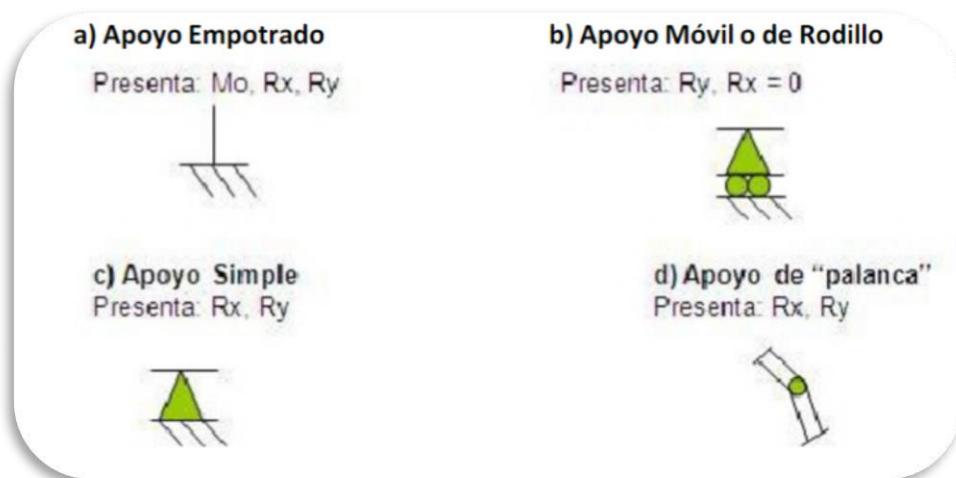 a) Apoyo Empotrado
Presenta: Mo, Rx, Ry
b) Apoyo Móvil o de Rodillo
Presenta: Ry, Rx = 0
c) Apoyo Simple
Presenta: Rx, Ry
d) Apoyo de “palanca”
Presenta: Rx, Ry